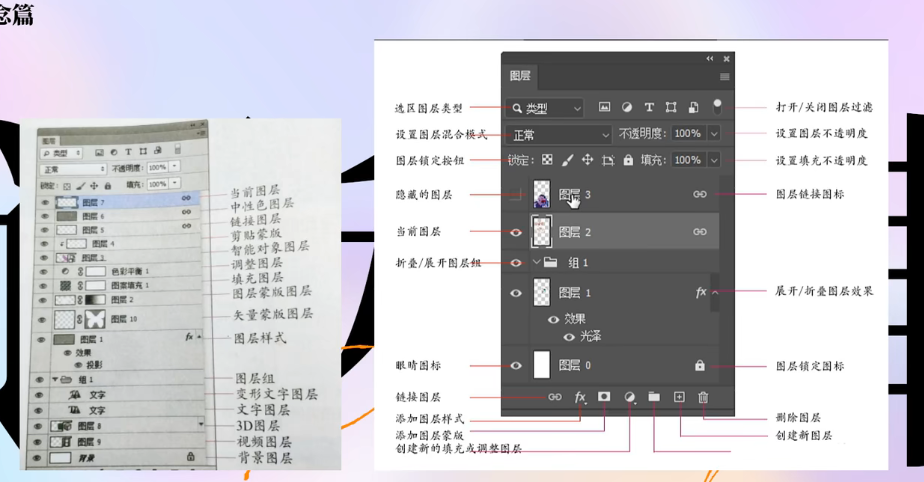 念篇
图层
类型
正常
不透明度: 100%
锁定:
填充: 100%
图层 7
图层 6
图层 5
图层 4
图层 3
色彩平衡 1
图案填充 1
图层 2
图层 10
图层 1
fx
效果
投影
组 1
文字
文字
图层 8
图层 9
背景
当前图层
中性色图层
链接图层
剪贴蒙版
智能对象图层
调整图层
填充图层
图层蒙版图层
矢量蒙版图层
图层样式
图层组
变形文字图层
文字图层
3D图层
视频图层
背景图层
选区图层类型
设置图层混合模式
图层锁定按钮
隐藏的图层
当前图层
折叠/展开图层组
眼睛图标
链接图层
添加图层样式
添加图层蒙版
创建新的填充或调整图层
图层
类型
正常
不透明度: 100%
锁定:
填充: 100%
图层 3
图层 2
组 1
图层 1
fx
效果
光泽
图层 0
fx
打开/关闭图层过滤
设置图层不透明度
设置填充不透明度
图层链接图标
展开/折叠图层效果
图层锁定图标
删除图层
创建新图层